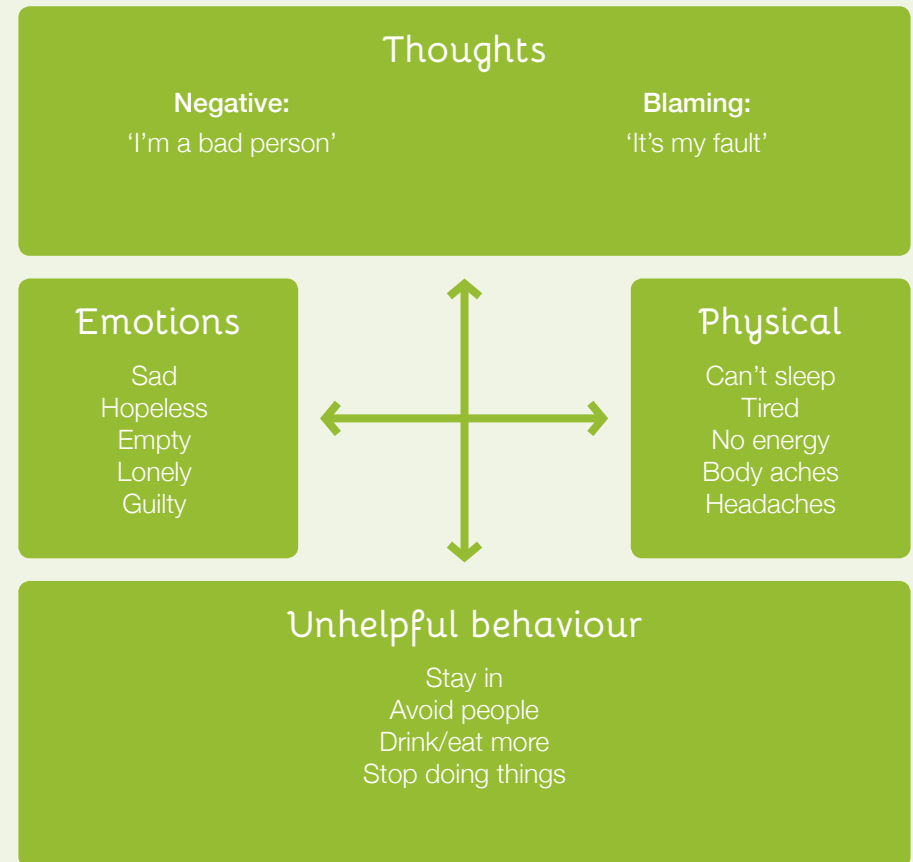 Thoughts
Negative:
‘I’m a bad person’
Blaming:
‘It’s my fault’
Emotions
Sad
Hopeless
Empty
Lonely
Guilty
Physical
Can’t sleep
Tired
No energy
Body aches
Headaches
Unhelpful behaviour
Stay in
Avoid people
Drink/eat more
Stop doing things